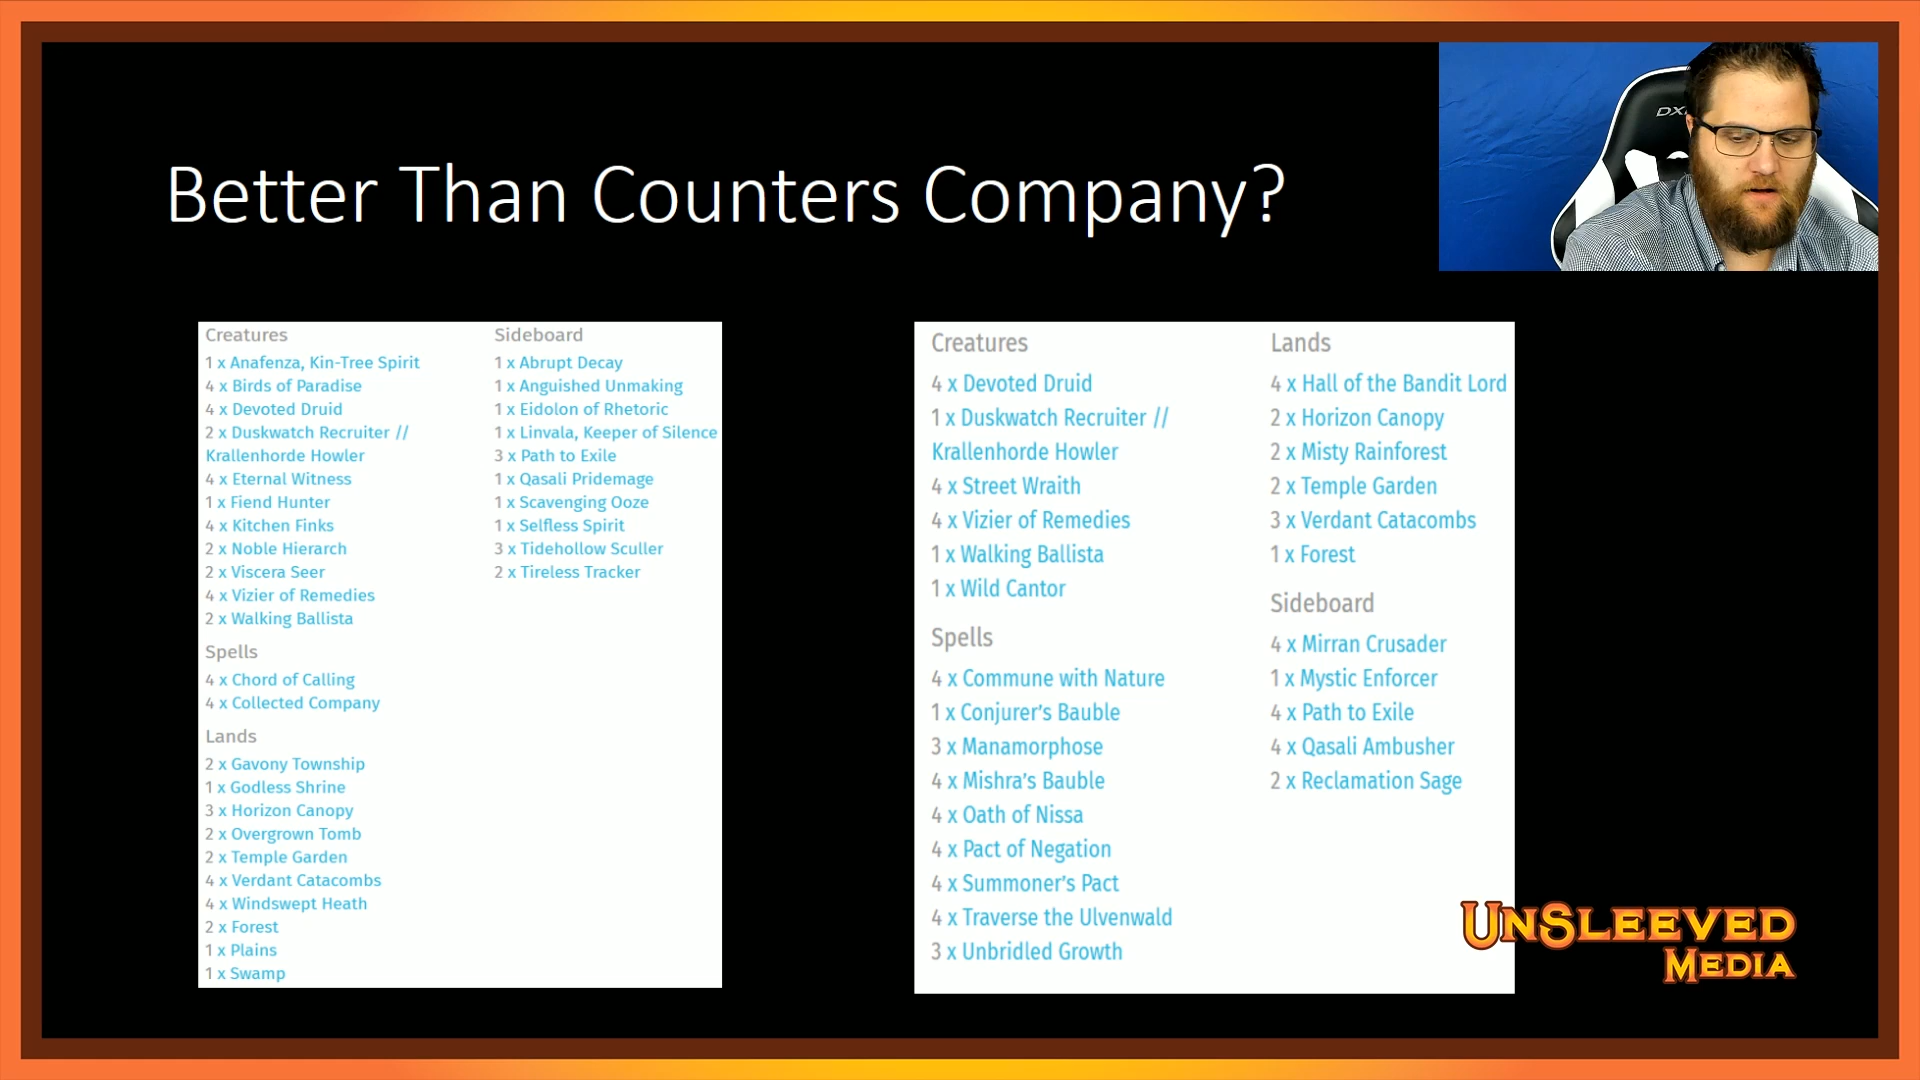 Better Than Counters Company?
DX
Creatures
1 x Anafenza, Kin-Tree Spirit
4 x Birds of Paradise
4 x Devoted Druid
2 x Duskwatch Recruiter //
Krallenhorde Howler
4 x Eternal Witness
1 x Fiend Hunter
4 x Kitchen Finks
2 x Noble Hierarch
2 x Viscera Seer
4 x Vizier of Remedies
2 x Walking Ballista
Spells
4 x Chord of Calling
4 x Collected Company
Lands
2 x Gavony Township
1 x Godless Shrine
3 x Horizon Canopy
2 x Overgrown Tomb
2 x Temple Garden
4 x Verdant Catacombs
4 x Windswept Heath
2 x Forest
1 x Plains
1 x Swamp
Sideboard
1 x Abrupt Decay
1 x Anguished Unmaking
1 x Eidolon of Rhetoric
1 x Linvala, Keeper of Silence
3 x Path to Exile
1 x Qasali Pridemage
1 x Scavenging Ooze
1 x Selfless Spirit
3 x Tidehollow Sculler
2 x Tireless Tracker
Creatures
4 x Devoted Druid
1 x Duskwatch Recruiter //
Krallenhorde Howler
4 x Street Wraith
4 x Vizier of Remedies
1 x Walking Ballista
1 x Wild Cantor
Spells
4 x Commune with Nature
1 x Conjurer's Bauble
3 x Manamorphose
4 x Mishra's Bauble
4 x Oath of Nissa
4 x Pact of Negation
4 x Summoner's Pact
4 x Traverse the Ulvenwald
3 x Unbridled Growth
Lands
4 x Hall of the Bandit Lord
2 x Horizon Canopy
2 x Misty Rainforest
2 x Temple Garden
3 x Verdant Catacombs
1 x Forest
Sideboard
4 x Mirran Crusader
1 x Mystic Enforcer
4 x Path to Exile
4 x Qasali Ambusher
2 x Reclamation Sage
UnSleeved
Media